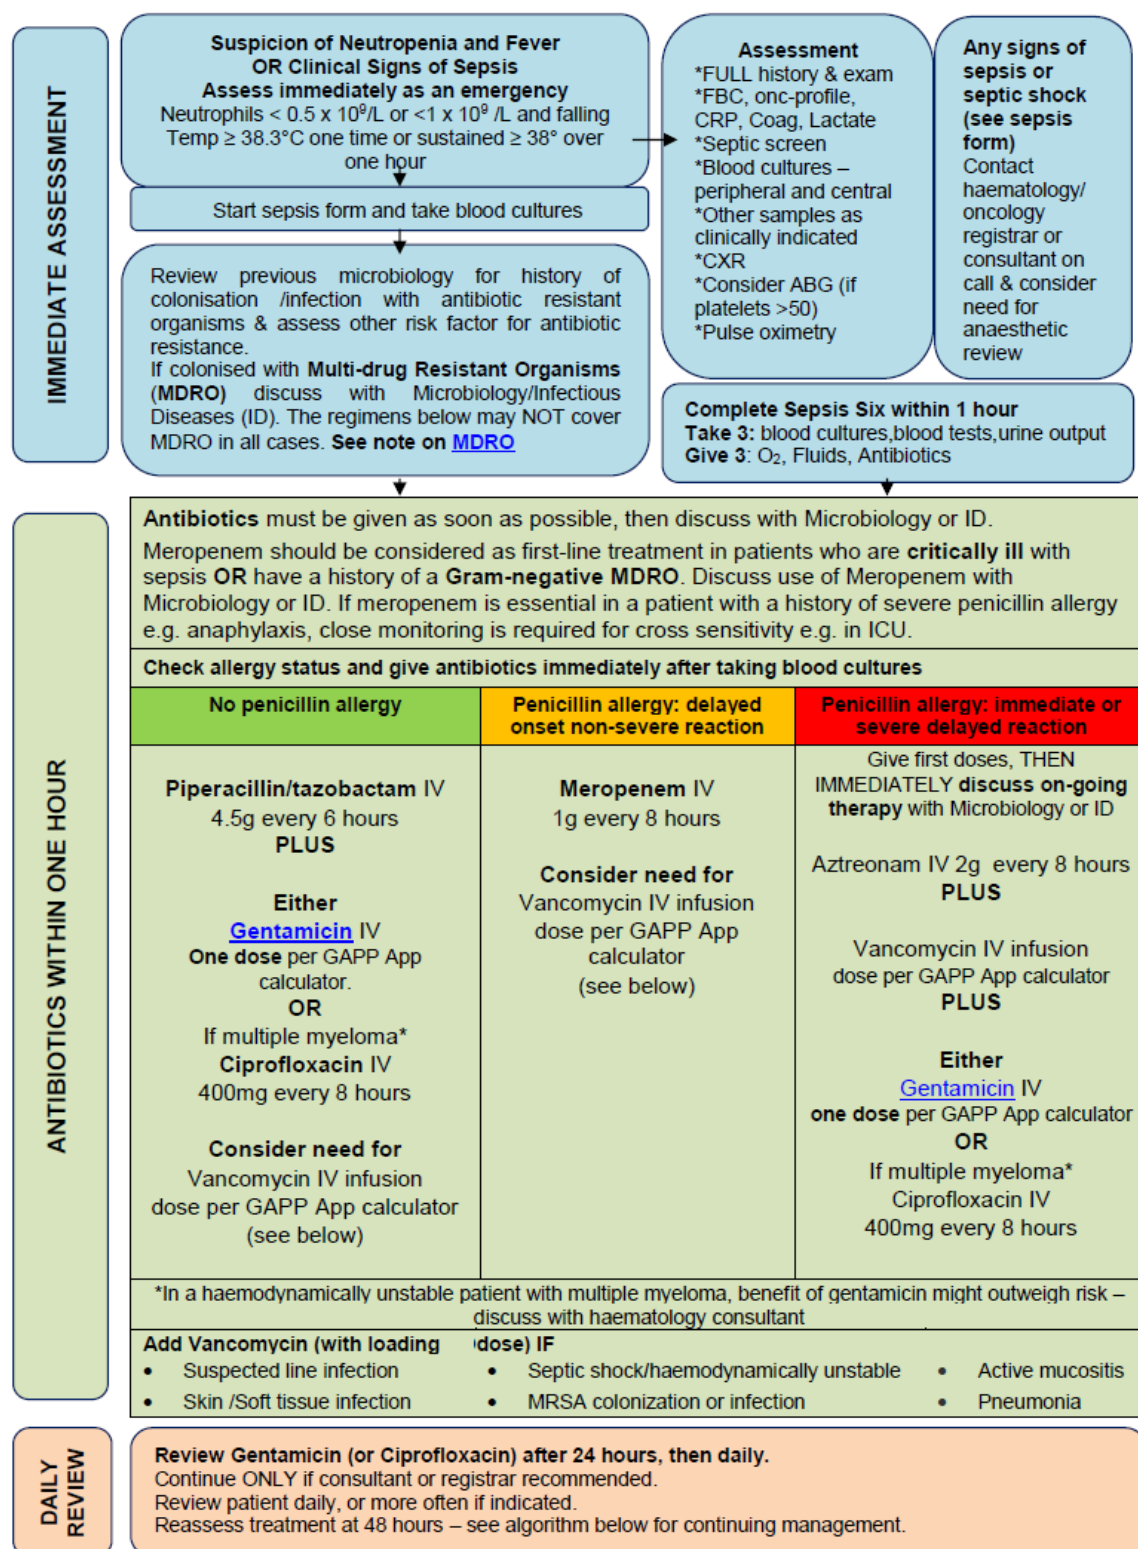 IMMEDIATE ASSESSMENT
Suspicion of Neutropenia and Fever
OR Clinical Signs of Sepsis
Assess immediately as an emergency
Neutrophils < 0.5 x 10⁹/L or <1 x 10⁹ /L and falling
Temp ≥ 38.3°C one time or sustained ≥ 38° over
one hour
Start sepsis form and take blood cultures
Review previous microbiology for history of
colonisation /infection with antibiotic resistant
organisms & assess other risk factor for antibiotic
resistance.
If colonised with Multi-drug Resistant Organisms
(MDRO) discuss with Microbiology/Infectious
Diseases (ID). The regimens below may NOT cover
MDRO in all cases. See note on MDRO
Assessment
*FULL history & exam
*FBC, onc-profile,
CRP, Coag, Lactate
*Septic screen
*Blood cultures –
peripheral and central
*Other samples as
clinically indicated
*CXR
*Consider ABG (if
platelets >50)
*Pulse oximetry
Any signs of
sepsis or
septic shock
(see sepsis
form)
Contact
haematology/
oncology
registrar or
consultant on
call & consider
need for
anaesthetic
review
Complete Sepsis Six within 1 hour
Take 3: blood cultures,blood tests,urine output
Give 3: O₂, Fluids, Antibiotics
ANTIBIOTICS WITHIN ONE HOUR
Antibiotics must be given as soon as possible, then discuss with Microbiology or ID.
Meropenem should be considered as first-line treatment in patients who are critically ill with
sepsis OR have a history of a Gram-negative MDRO. Discuss use of Meropenem with
Microbiology or ID. If meropenem is essential in a patient with a history of severe penicillin allergy
e.g. anaphylaxis, close monitoring is required for cross sensitivity e.g. in ICU.
Check allergy status and give antibiotics immediately after taking blood cultures
No penicillin allergy
Piperacillin/tazobactam IV
4.5g every 6 hours
PLUS
Either
Gentamicin IV
One dose per GAPP App
calculator.
OR
If multiple myeloma*
Ciprofloxacin IV
400mg every 8 hours
Consider need for
Vancomycin IV infusion
dose per GAPP App calculator
(see below)
Penicillin allergy: delayed
onset non-severe reaction
Meropenem IV
1g every 8 hours
Consider need for
Vancomycin IV infusion
dose per GAPP App
calculator
(see below)
Penicillin allergy: immediate or
severe delayed reaction
Give first doses, THEN
IMMEDIATELY discuss on-going
therapy with Microbiology or ID
Aztreonam IV 2g every 8 hours
PLUS
Vancomycin IV infusion
dose per GAPP App calculator
PLUS
Either
Gentamicin IV
one dose per GAPP App calculator
OR
If multiple myeloma*
Ciprofloxacin IV
400mg every 8 hours
*In a haemodynamically unstable patient with multiple myeloma, benefit of gentamicin might outweigh risk –
discuss with haematology consultant
Add Vancomycin (with loading dose) IF
• Suspected line infection
• Skin /Soft tissue infection
• Septic shock/haemodynamically unstable
• MRSA colonization or infection
• Active mucositis
• Pneumonia
DAILY
REVIEW
Review Gentamicin (or Ciprofloxacin) after 24 hours, then daily.
Continue ONLY if consultant or registrar recommended.
Review patient daily, or more often if indicated.
Reassess treatment at 48 hours – see algorithm below for continuing management.